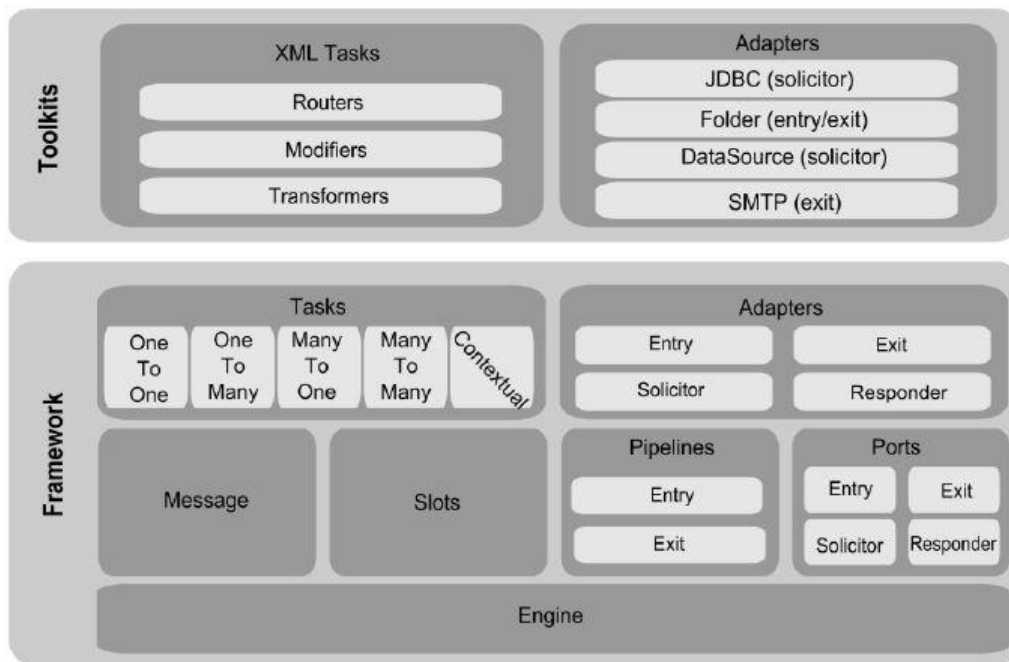 Toolkits
XML Tasks
Routers
Modifiers
Transformers
Adapters
JDBC (solicitor)
Folder (entry/exit)
DataSource (solicitor)
SMTP (exit)
Framework
Tasks
One
To
One
One
To
Many
Many
To
One
Many
To
Many
Contextual
Adapters
Entry
Exit
Solicitor
Responder
Message
Slots
Pipelines
Entry
Exit
Ports
Entry
Exit
Solicitor
Responder
Engine